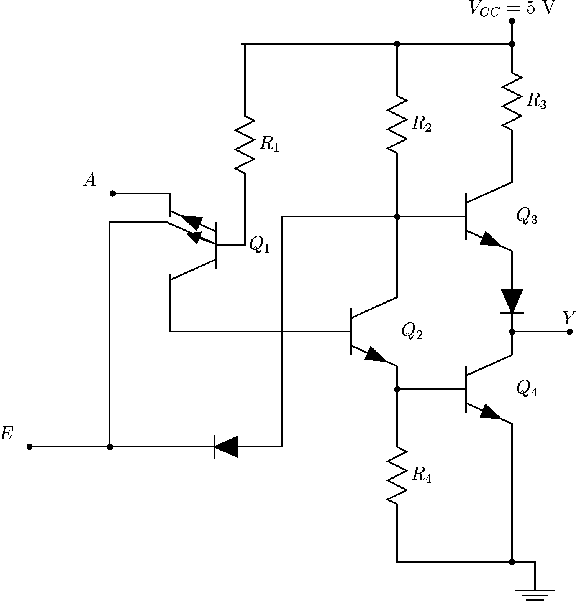 V_CC = 5 V
R_3
R_2
R_1
A
Q_3
Q_1
Y
Q_2
Q_4
E
R_4